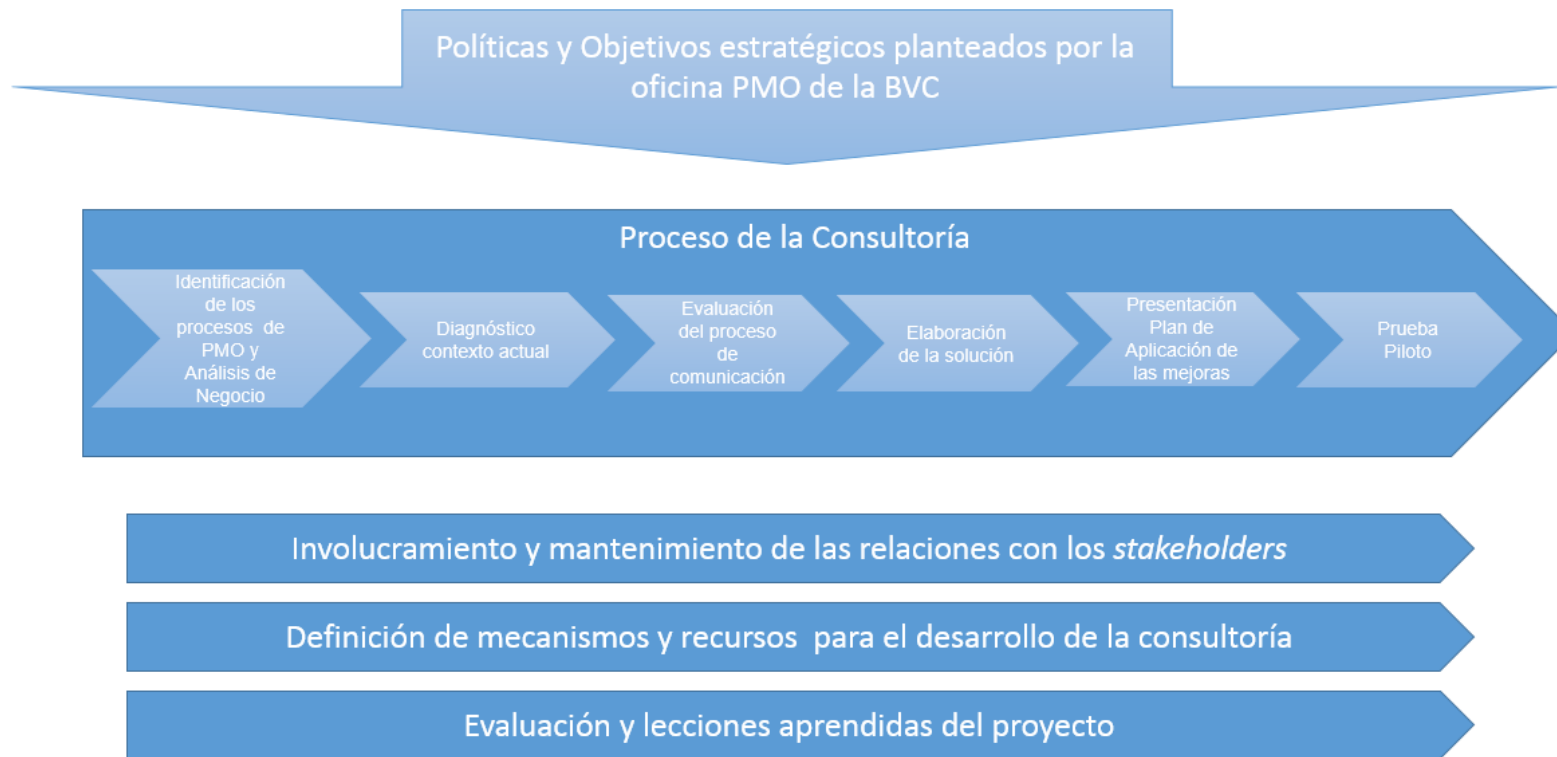 Políticas y Objetivos estratégicos planteados por la
oficina PMO de la BVC
Proceso de la Consultoría
Identificación
de los
procesos de
PMO y
Análisis de
Negocio
Diagnóstico
contexto actual
Evaluación
del proceso
de
comunicación
Elaboración
de la solución
Presentación
Plan de
Aplicación de
las mejoras
Prueba
Piloto
Involucramiento y mantenimiento de las relaciones con los stakeholders
Definición de mecanismos y recursos para el desarrollo de la consultoría
Evaluación y lecciones aprendidas del proyecto